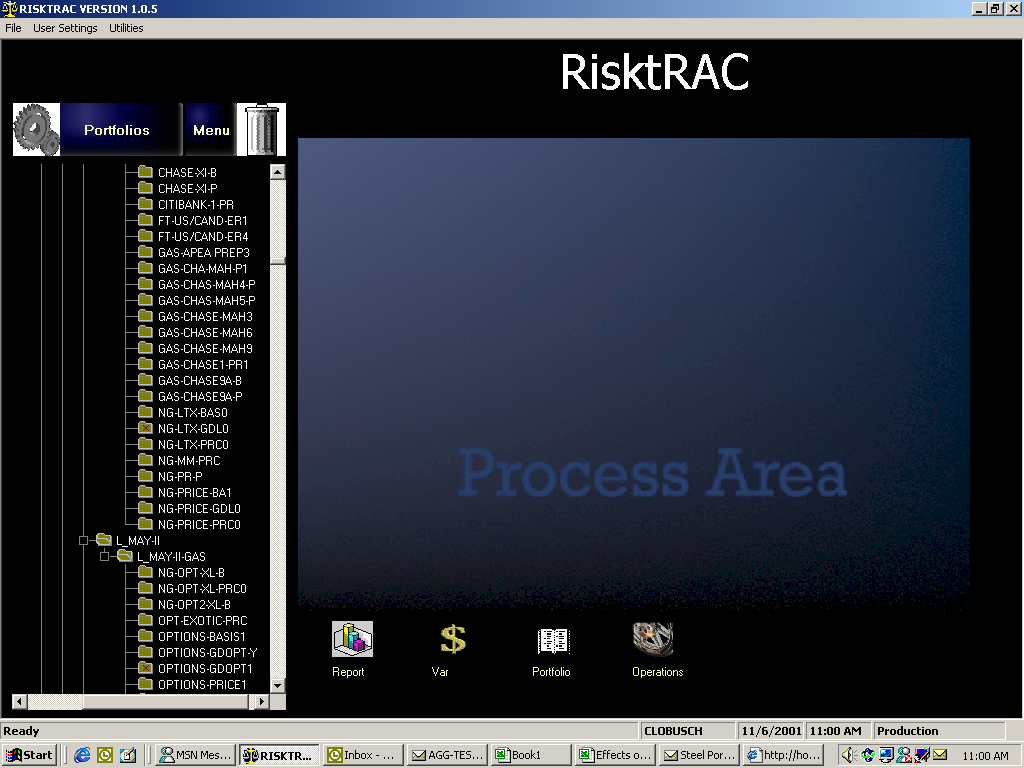 RISKTRAC VERSION 1.0.5
File User Settings Utilities
RisktRAC
Portfolios Menu
CHASE-XI-B
CHASE-XI-P
CITIBANK-1-PR
FT-US/CAND-ER1
FT-US/CAND-ER4
GAS-APEA PREP3
GAS-CHA-MAH-P1
GAS-CHAS-MAH4-P
GAS-CHAS-MAH5-P
GAS-CHASE-MAH3
GAS-CHASE-MAH6
GAS-CHASE-MAH9
GAS-CHASE1-PR1
GAS-CHASE9A-B
GAS-CHASE9A-P
NG-LTX-BAS0
NG-LTX-GDL0
NG-LTX-PRC0
NG-MM-PRC
NG-PR-P
NG-PRICE-BA1
NG-PRICE-GDL0
NG-PRICE-PRC0
L_MAY-II
L_MAY-II-GAS
NG-OPT-XL-B
NG-OPT-XL-PRC0
NG-OPT2-XL-B
OPT-EXOTIC-PRC
OPTIONS-BASIS1
OPTIONS-GDOPT-Y
OPTIONS-GDOPT1
OPTIONS-PRICE1
Process Area
Report Var Portfolio Operations
Ready CLOBUSCH 11/6/2001 11:00 AM Production
Start MSN Mes... RISKTR... Inbox - ... AGG-TES... Book1 Effects o... Steel Por... http://ho... 11:00 AM